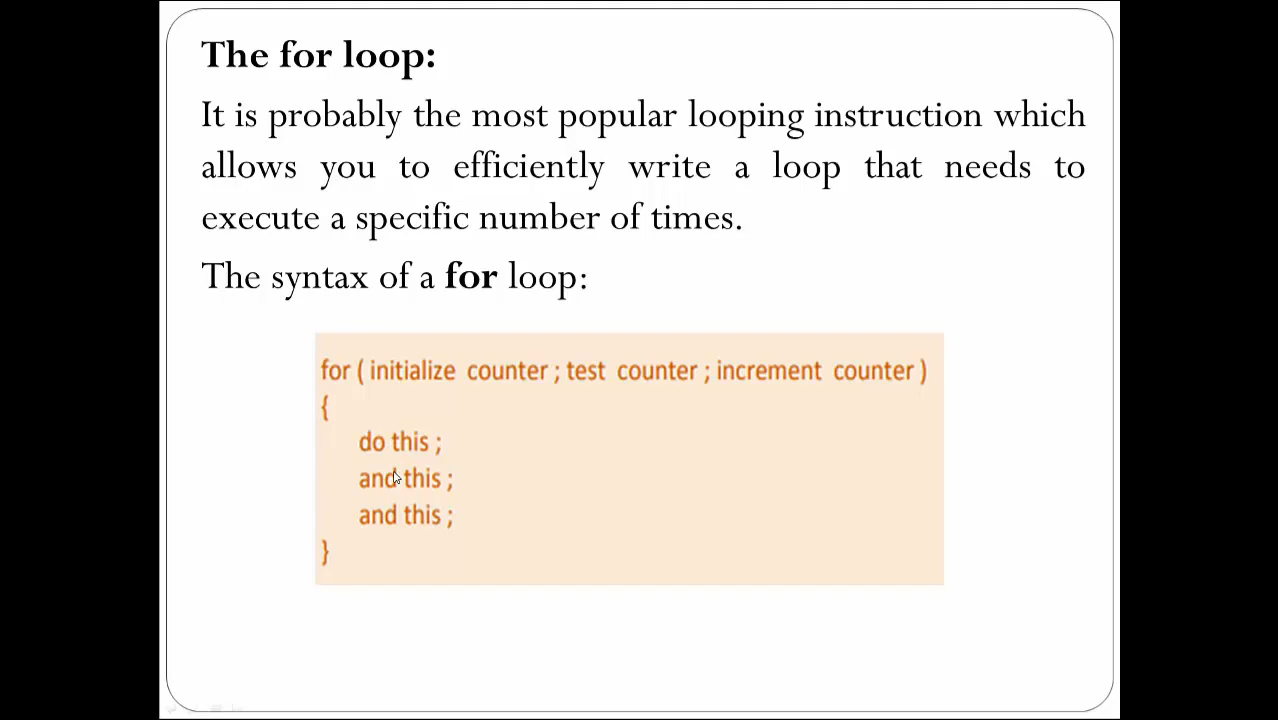 The for loop:
It is probably the most popular looping instruction which
allows you to efficiently write a loop that needs to
execute a specific number of times.
The syntax of a for loop:
for ( initialize counter ; test counter ; increment counter )
{
do this ;
and this ;
and this ;
}